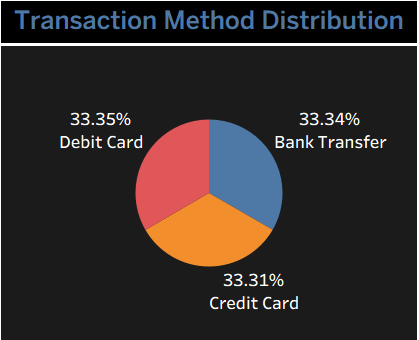 Transaction Method Distribution
33.35%
Debit Card
33.34%
Bank Transfer
33.31%
Credit Card